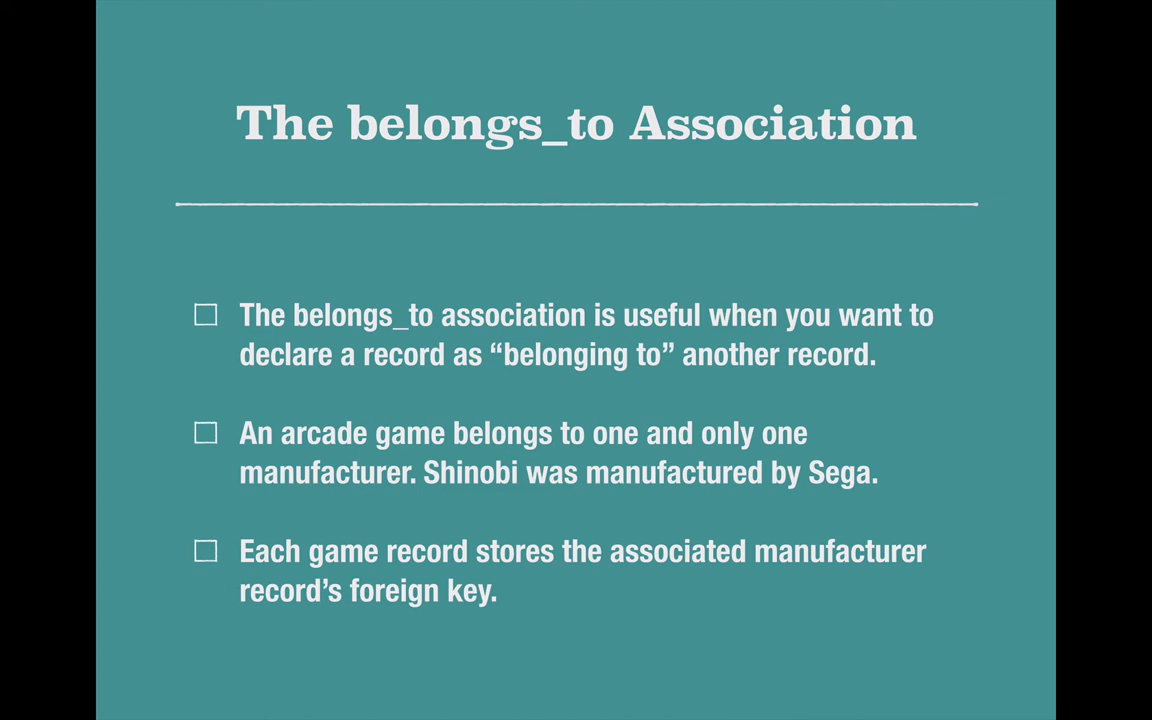 The belongs_to Association
The belongs_to association is useful when you want to
declare a record as “belonging to” another record.
An arcade game belongs to one and only one
manufacturer. Shinobi was manufactured by Sega.
Each game record stores the associated manufacturer
record’s foreign key.